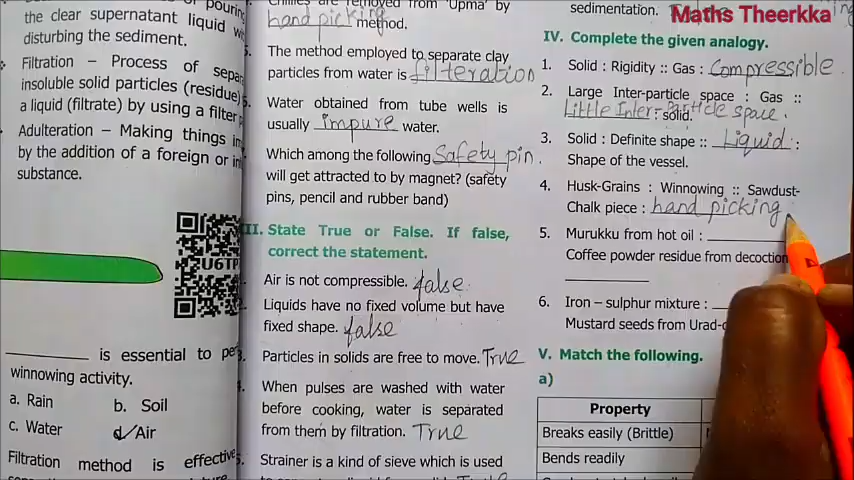 the clear supernatant liquid
disturbing the sediment.
Filtration – Process of
insoluble solid particles (residue)
a liquid (filtrate) by using a filter
Adulteration – Making things
by the addition of a foreign or
substance.
U6TP
__________ is essential to
winnowing activity.
a. Rain b. Soil
c. Water d. Air
Filtration method is effective
Chillies are removed from 'Upma' by
hand picking method.
The method employed to separate clay
particles from water is filteration
Water obtained from tube wells is
usually impure water.
Which among the following Safety pin.
will get attracted to by magnet? (safety
pins, pencil and rubber band)
II. State True or False. If false,
correct the statement.
Air is not compressible. false.
Liquids have no fixed volume but have
fixed shape. false
3. Particles in solids are free to move. True
When pulses are washed with water
before cooking, water is separated
from them by filtration. True
5. Strainer is a kind of sieve which is used
sedimentation.
Maths Theerkka
IV. Complete the given analogy.
1. Solid : Rigidity :: Gas : Compressible.
2. Large Inter-particle space : Gas ::
Little Inter-Particle space. : solid.
3. Solid : Definite shape :: Liquid :
Shape of the vessel.
4. Husk-Grains : Winnowing :: Sawdust-
Chalk piece : hand picking
5. Murukku from hot oil : __________
Coffee powder residue from decoction
__________
6. Iron – sulphur mixture : __
Mustard seeds from Urad-
V. Match the following.
a)
Property
Breaks easily (Brittle)
Bends readily